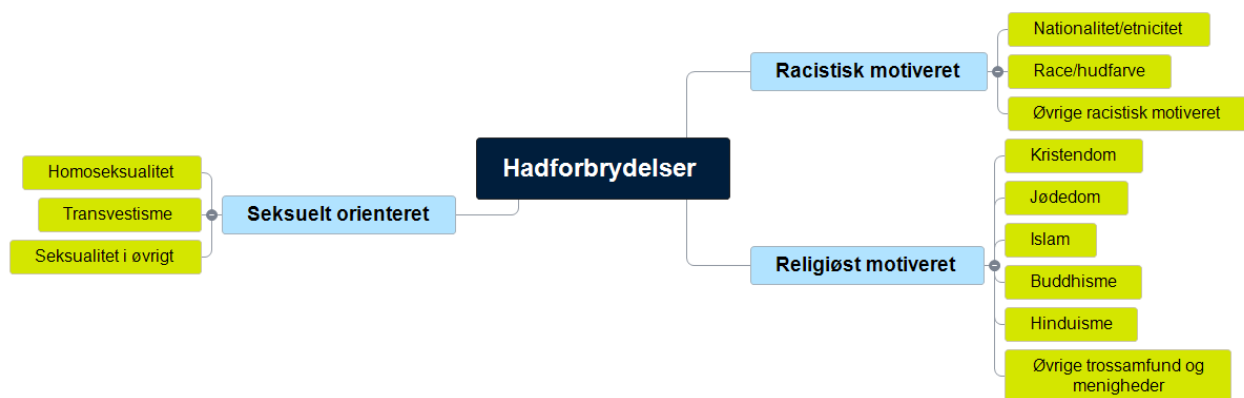 Hadforbrydelser
Racistisk motiveret
Nationalitet/etnicitet
Race/hudfarve
Øvrige racistisk motiveret
Religiøst motiveret
Kristendom
Jødedom
Islam
Buddhisme
Hinduisme
Øvrige trossamfund og
menigheder
Seksuelt orienteret
Homoseksualitet
Transvestisme
Seksualitet i øvrigt